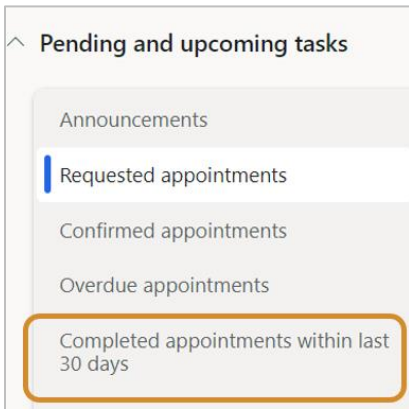 Pending and upcoming tasks
Announcements
Requested appointments
Confirmed appointments
Overdue appointments
Completed appointments within last
30 days